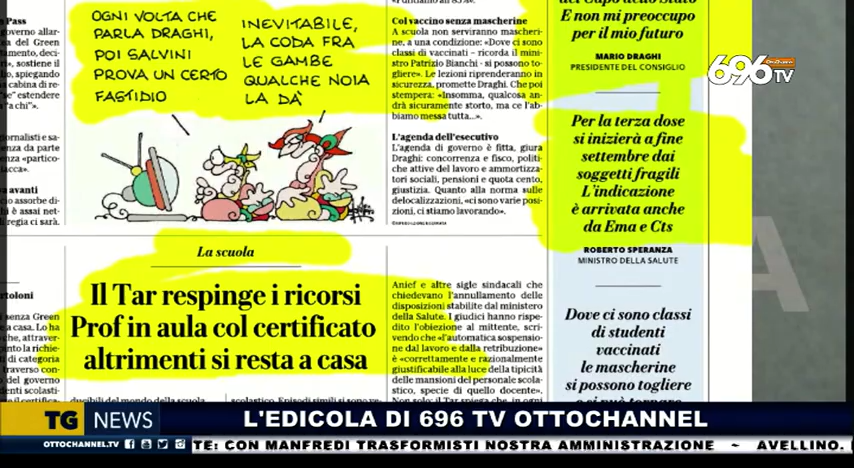 OGNI VOLTA CHE
PARLA DRAGHI,
POI SALVINI
PROVA UN CERTO
FASTIDIO
INEVITABILE,
LA CODA FRA
LE GAMBE
QUALCHE NOIA
LA DÀ
Col vaccino senza mascherine
A scuola non serviranno mascherine,
a una condizione: «Dove ci sono
classi di vaccinati – ricorda il ministro
Patrizio Bianchi - si possono to-
gliere». Le lezioni riprenderanno in
sicurezza, promette Draghi. Che poi
stempera: «Insomma, qualcosa an-
drà sicuramente storto, ma ce l'ab-
biamo messa tutta...».
L'agenda dell'esecutivo
L'agenda di governo è fitta, giura
Draghi: concorrenza e fisco, politi-
che attive del lavoro e ammortizza-
tori sociali, pensioni e quota cento,
giustizia. Quanto alla norma sulle
delocalizzazioni, «ci sono varie posi-
zioni, ci stiamo lavorando».
E non mi preoccupo
per il mio futuro
MARIO DRAGHI
PRESIDENTE DEL CONSIGLIO
696 TV
Per la terza dose
si inizierà a fine
settembre dai
soggetti fragili
L'indicazione
è arrivata anche
da Ema e Cts
ROBERTO SPERANZA
MINISTRO DELLA SALUTE
Dove ci sono classi
di studenti
vaccinati
le mascherine
si possono togliere
La scuola
Il Tar respinge i ricorsi
Prof in aula col certificato
altrimenti si resta a casa
Anief e altre sigle sindacali che
chiedevano l'annullamento delle
disposizioni stabilite dal ministero
della Salute. I giudici hanno rispe-
dito l'obiezione al mittente, scri-
vendo che «l'automatica sospensio-
ne dal lavoro e dalla retribuzione»
è «correttamente e razionalmente
giustificabile alla luce della tipicità
delle mansioni del personale scola-
stico, specie di quello docente».
TG NEWS
L'EDICOLA DI 696 TV OTTOCHANNEL
OTTOCHANNEL.TV
TE: CON MANFREDI TRASFORMISTI NOSTRA AMMINISTRAZIONE ~ AVELLINO.